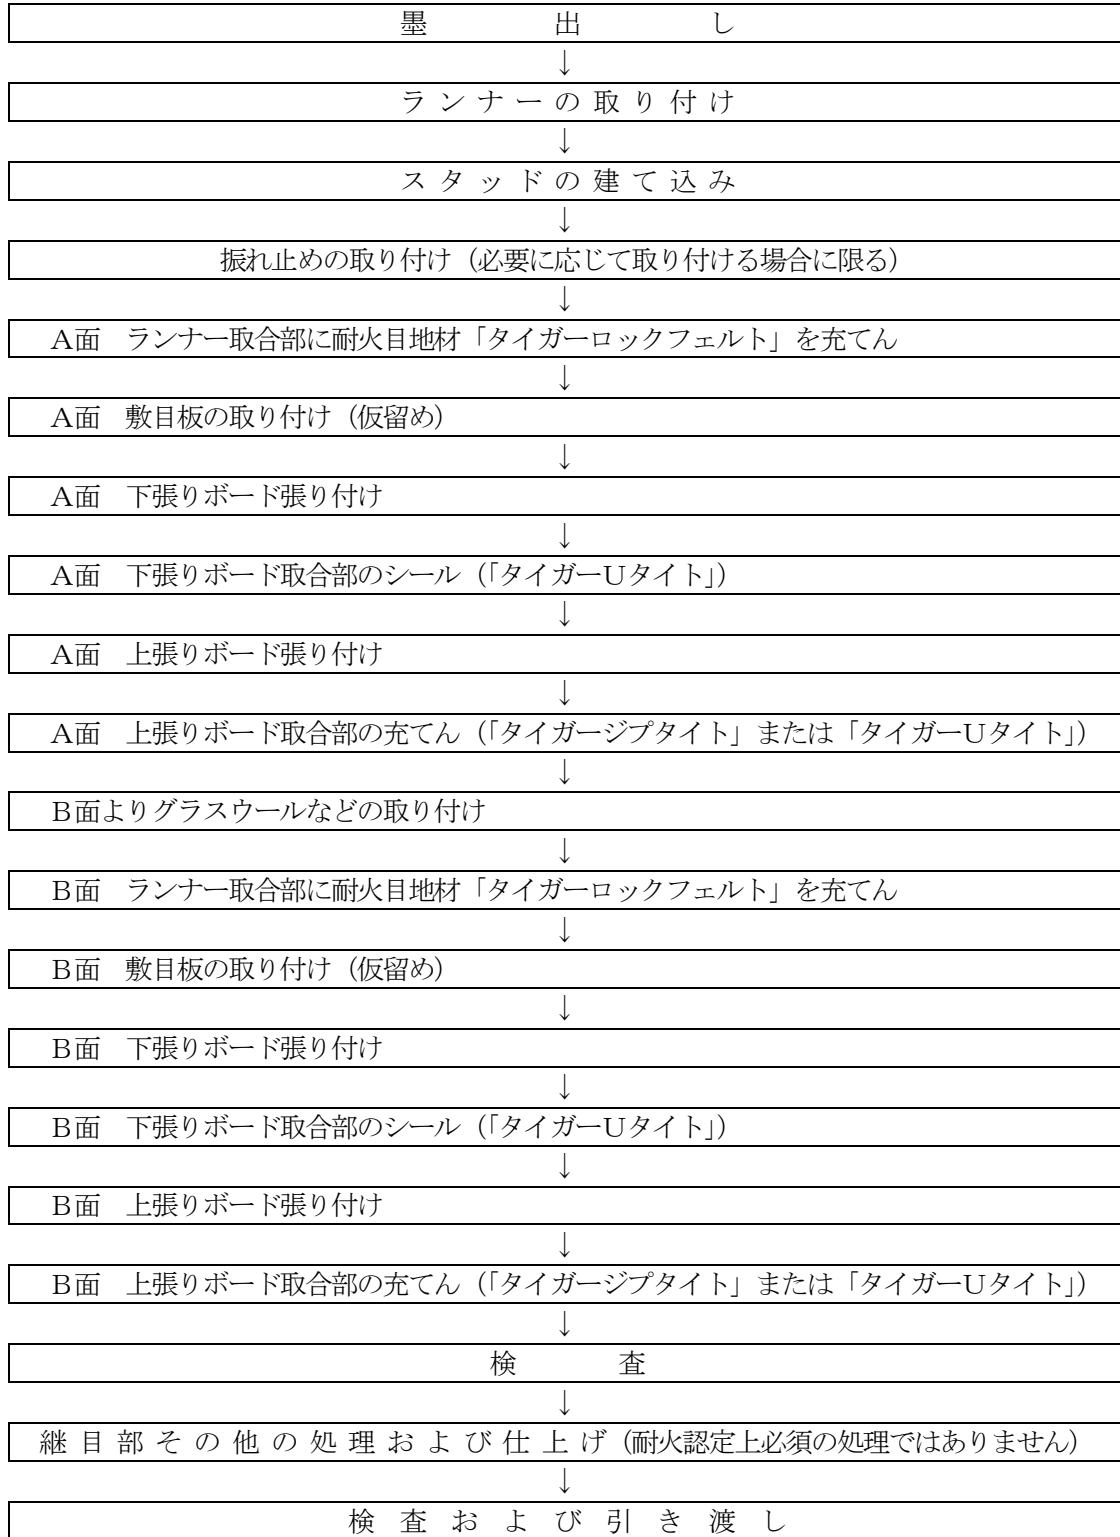 墨出し
↓
ランナーの取り付け
↓
スタッドの建て込み
↓
振れ止めの取り付け（必要に応じて取り付ける場合に限る）
↓
A面　ランナー取合部に耐火目地材「タイガーロックフェルト」を充てん
↓
A面　敷目板の取り付け（仮留め）
↓
A面　下張りボード張り付け
↓
A面　下張りボード取合部のシール（「タイガーUタイト」）
↓
A面　上張りボード張り付け
↓
A面　上張りボード取合部の充てん（「タイガージプタイト」または「タイガーUタイト」）
↓
B面よりグラスウールなどの取り付け
↓
B面　ランナー取合部に耐火目地材「タイガーロックフェルト」を充てん
↓
B面　敷目板の取り付け（仮留め）
↓
B面　下張りボード張り付け
↓
B面　下張りボード取合部のシール（「タイガーUタイト」）
↓
B面　上張りボード張り付け
↓
B面　上張りボード取合部の充てん（「タイガージプタイト」または「タイガーUタイト」）
↓
検査
↓
継目部その他の処理および仕上げ（耐火認定上必須の処理ではありません）
↓
検査および引き渡し